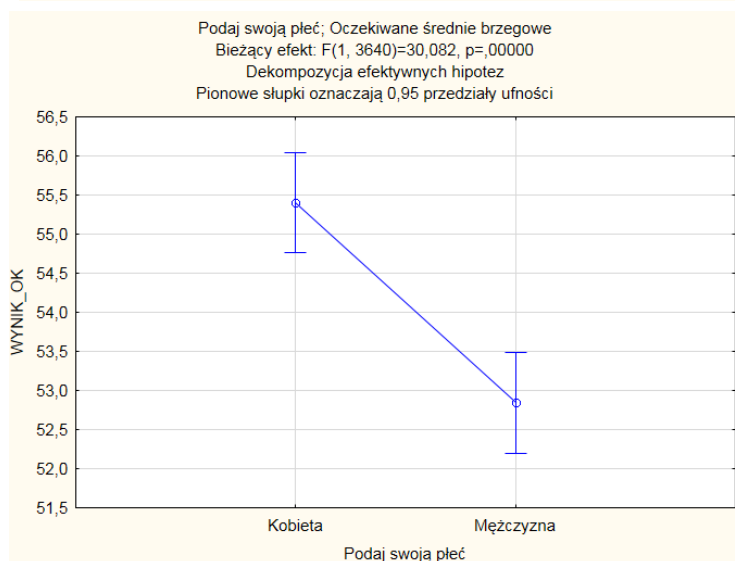 Podaj swoją płeć; Oczekiwane średnie brzegowe
Bieżący efekt: F(1, 3640)=30,082, p=,00000
Dekompozycja efektywnych hipotez
Pionowe słupki oznaczają 0,95 przedziały ufności
56,5
56,0
55,5
55,0
54,5
54,0
53,5
53,0
52,5
52,0
51,5
WYNIK_OK
Kobieta
Mężczyzna
Podaj swoją płeć